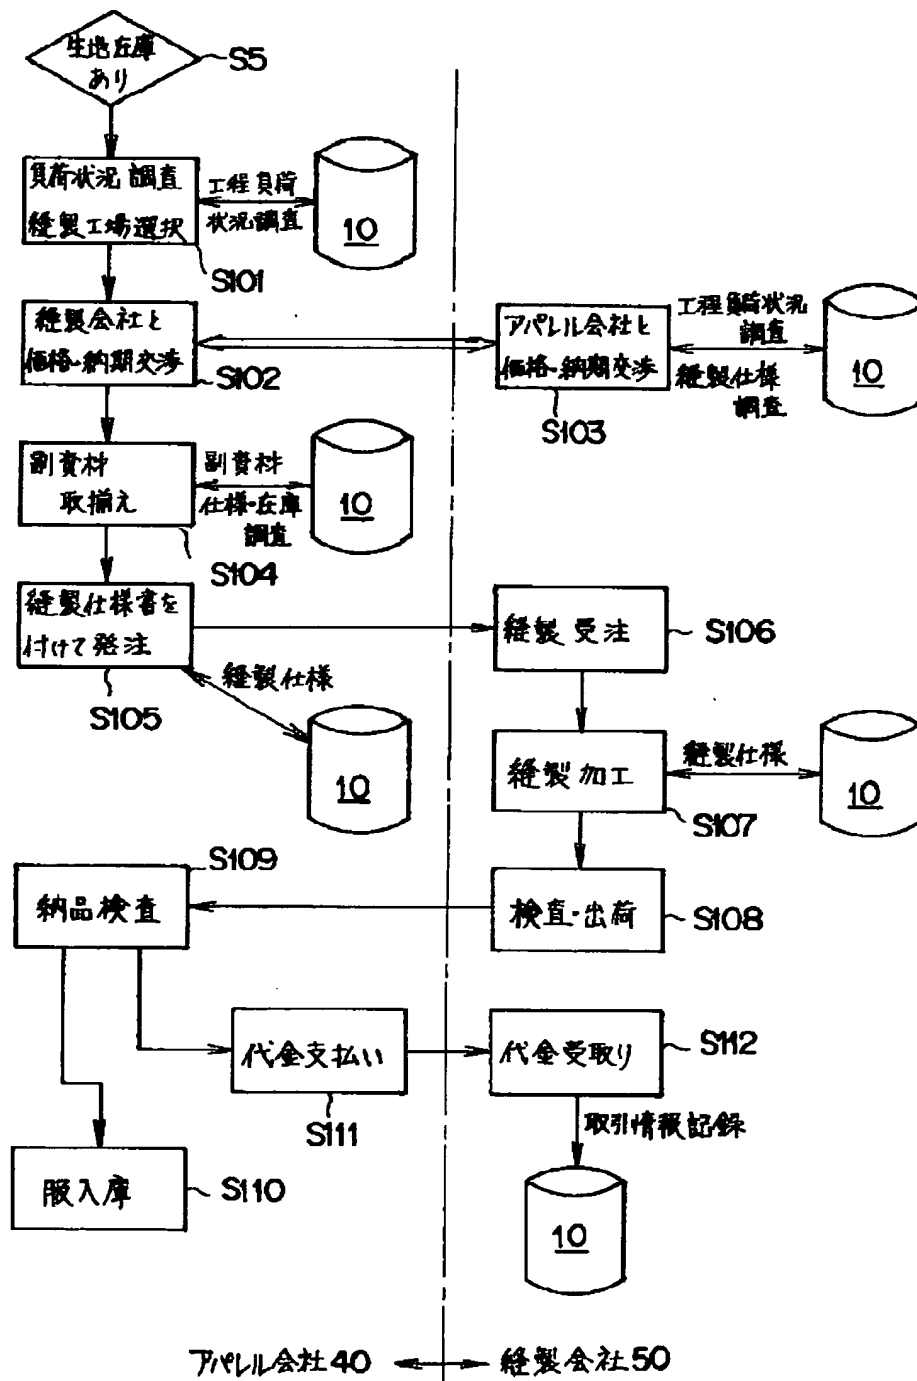 生地在庫
あり
S5
負荷状況調査
縫製工場選択
S101
工程負荷
状況調査
10
縫製会社と
価格・納期交渉
S102
アパレル会社と
価格・納期交渉
S103
工程負荷状況
調査
縫製仕様
調査
10
副資材
取揃え
S104
副資材
仕様・在庫
調査
10
縫製仕様書を
付けて発注
S105
縫製仕様
10
縫製受注
S106
縫製加工
S107
縫製仕様
10
S109
納品検査
検査・出荷
S108
代金支払い
S111
代金受取り
S112
取引情報記録
10
服入庫
S110
アパレル会社40
縫製会社50